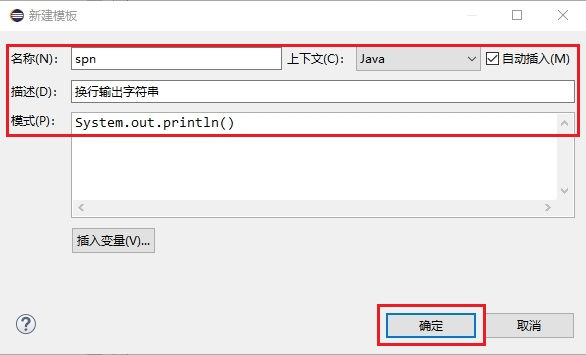 新建模板
名称(N): spn 上下文(C): Java 自动插入(M)
描述(D): 换行输出字符串
模式(P): System.out.println()
插入变量(V)...
? 确定 取消